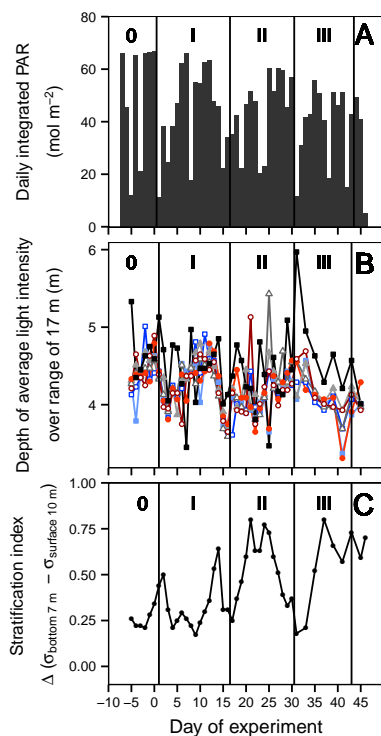 0 I II III A
Daily integrated PAR
(mol m−2)
80
60
40
20
0
0 I II III B
Depth of average light intensity
over range of 17 m (m)
6
5
4
0 I II III C
Stratification index
Δ (σbottom 7 m − σsurface 10 m)
1.00
0.75
0.50
0.25
0.00
−10 −5 0 5 10 15 20 25 30 35 40 45
Day of experiment